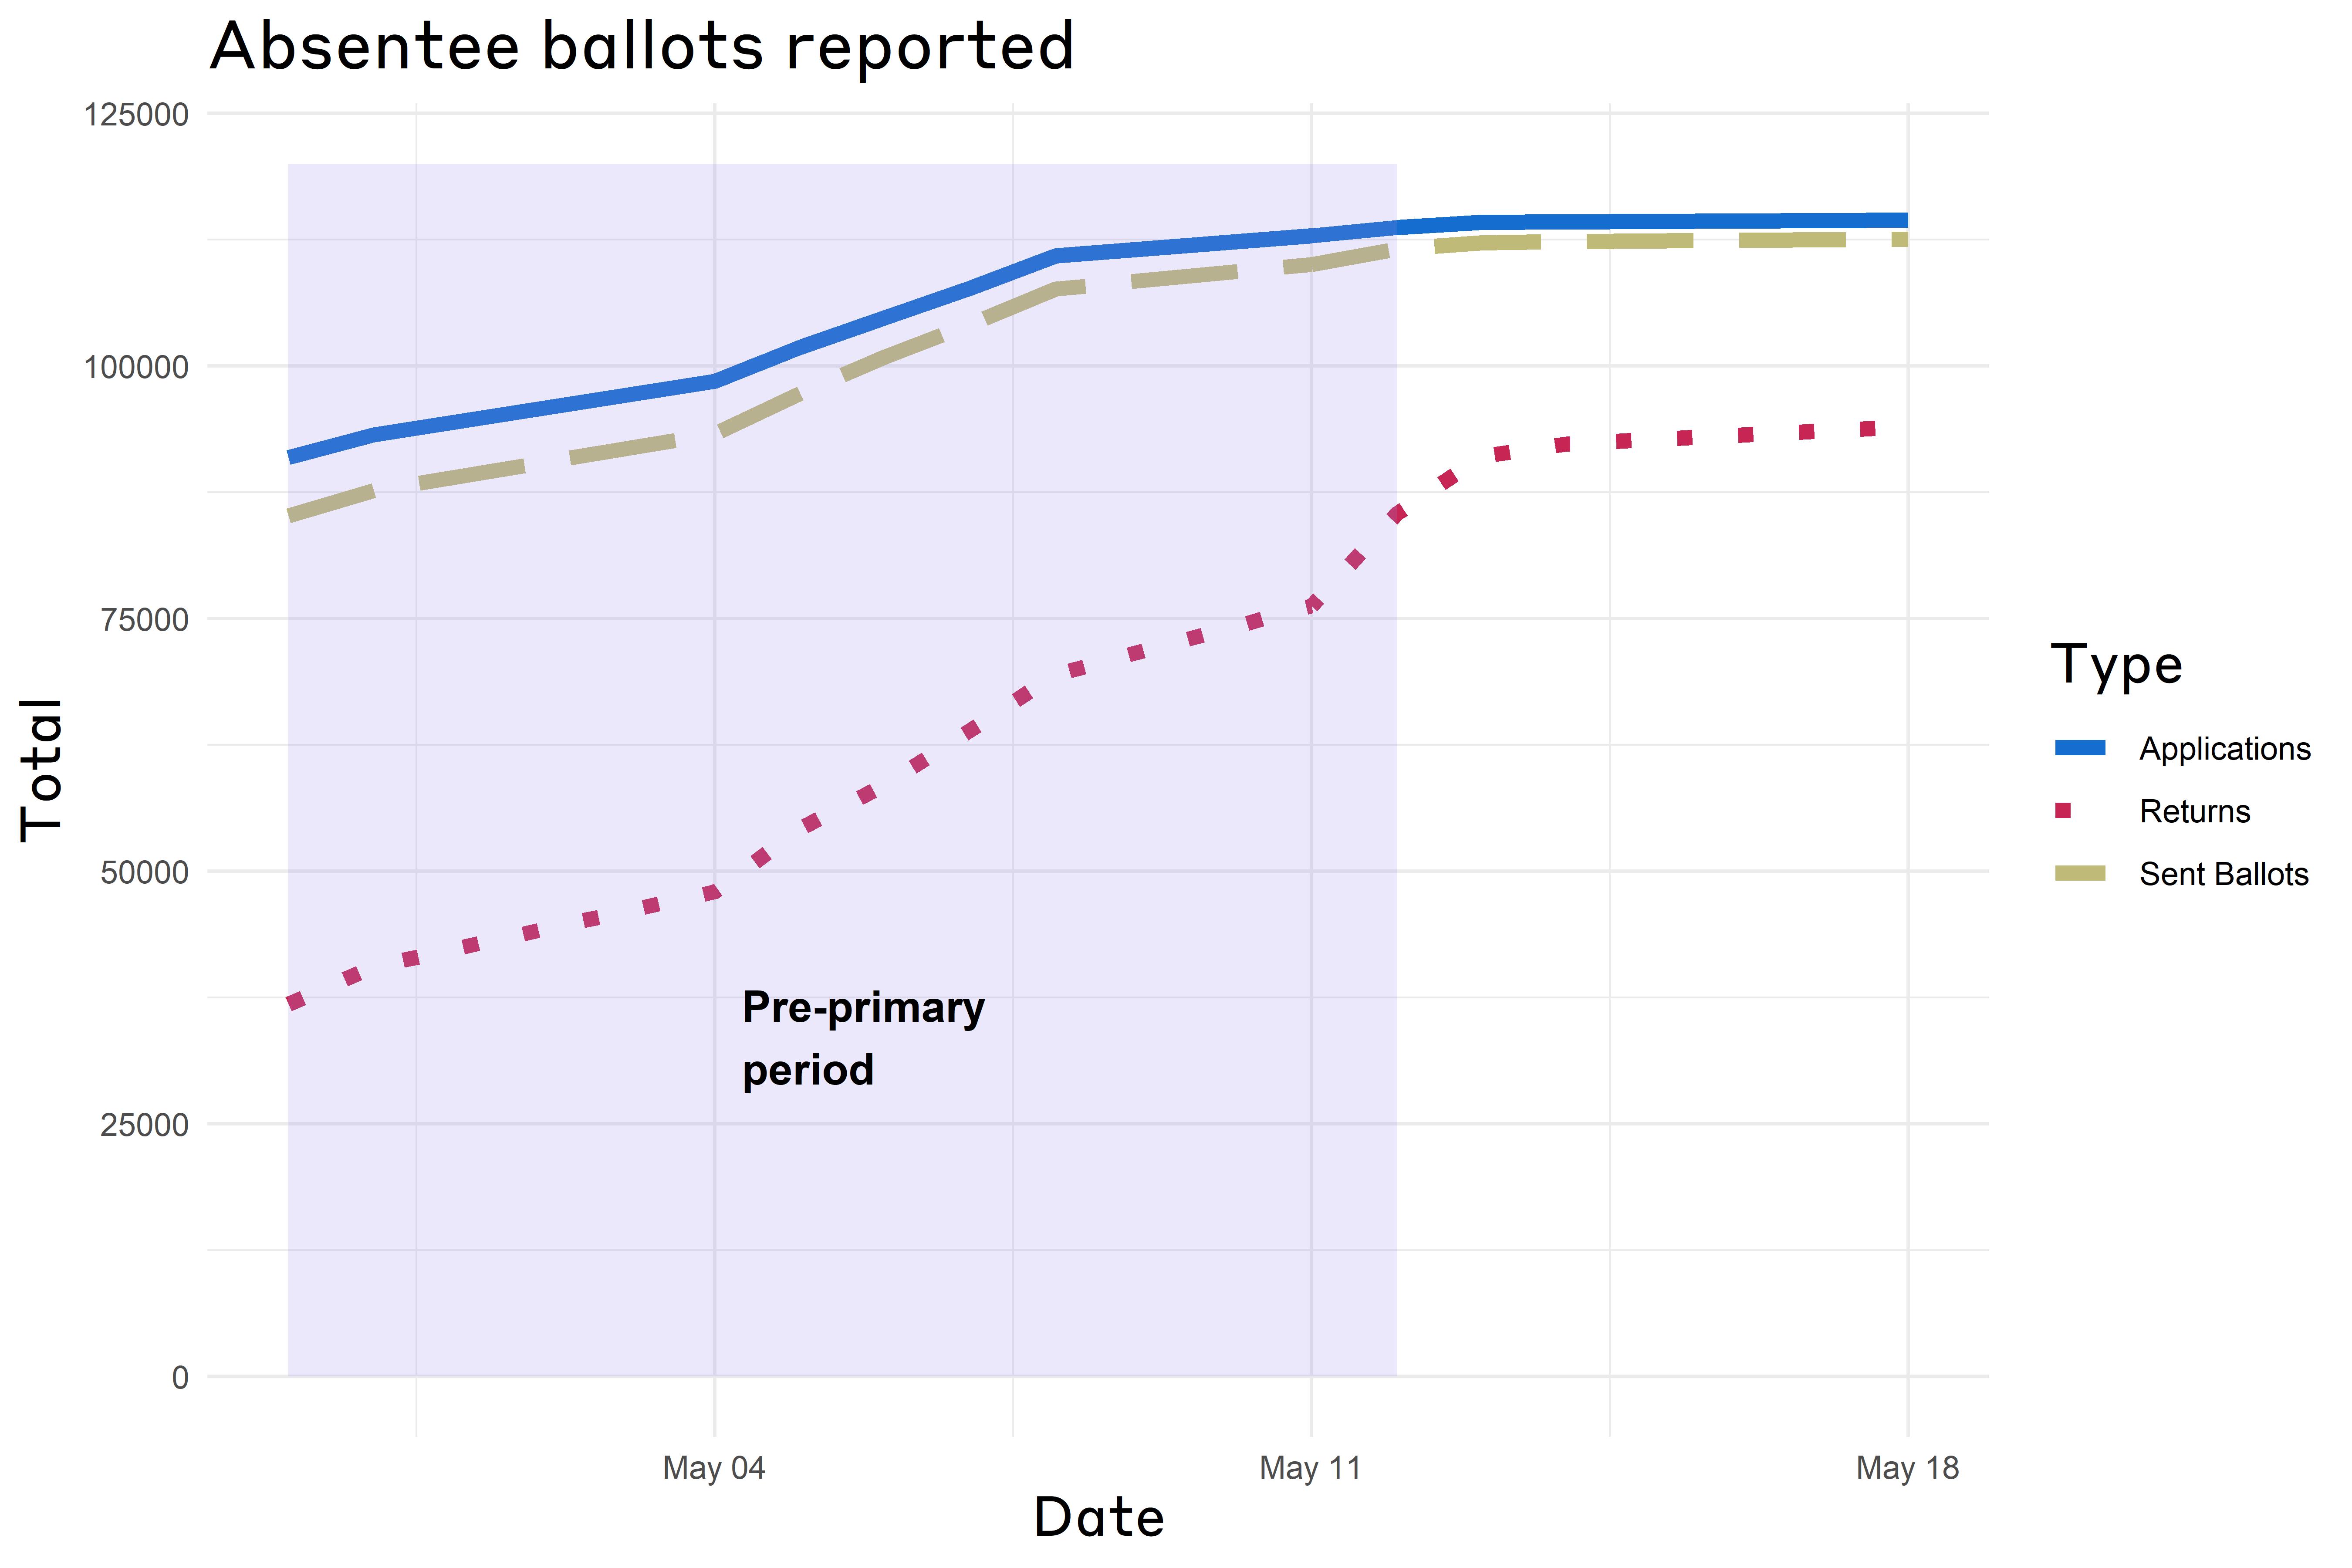 Absentee ballots reported
125000
100000
75000
50000
25000
0
Total
Pre-primary
period
May 04
May 11
May 18
Date
Type
Applications
Returns
Sent Ballots